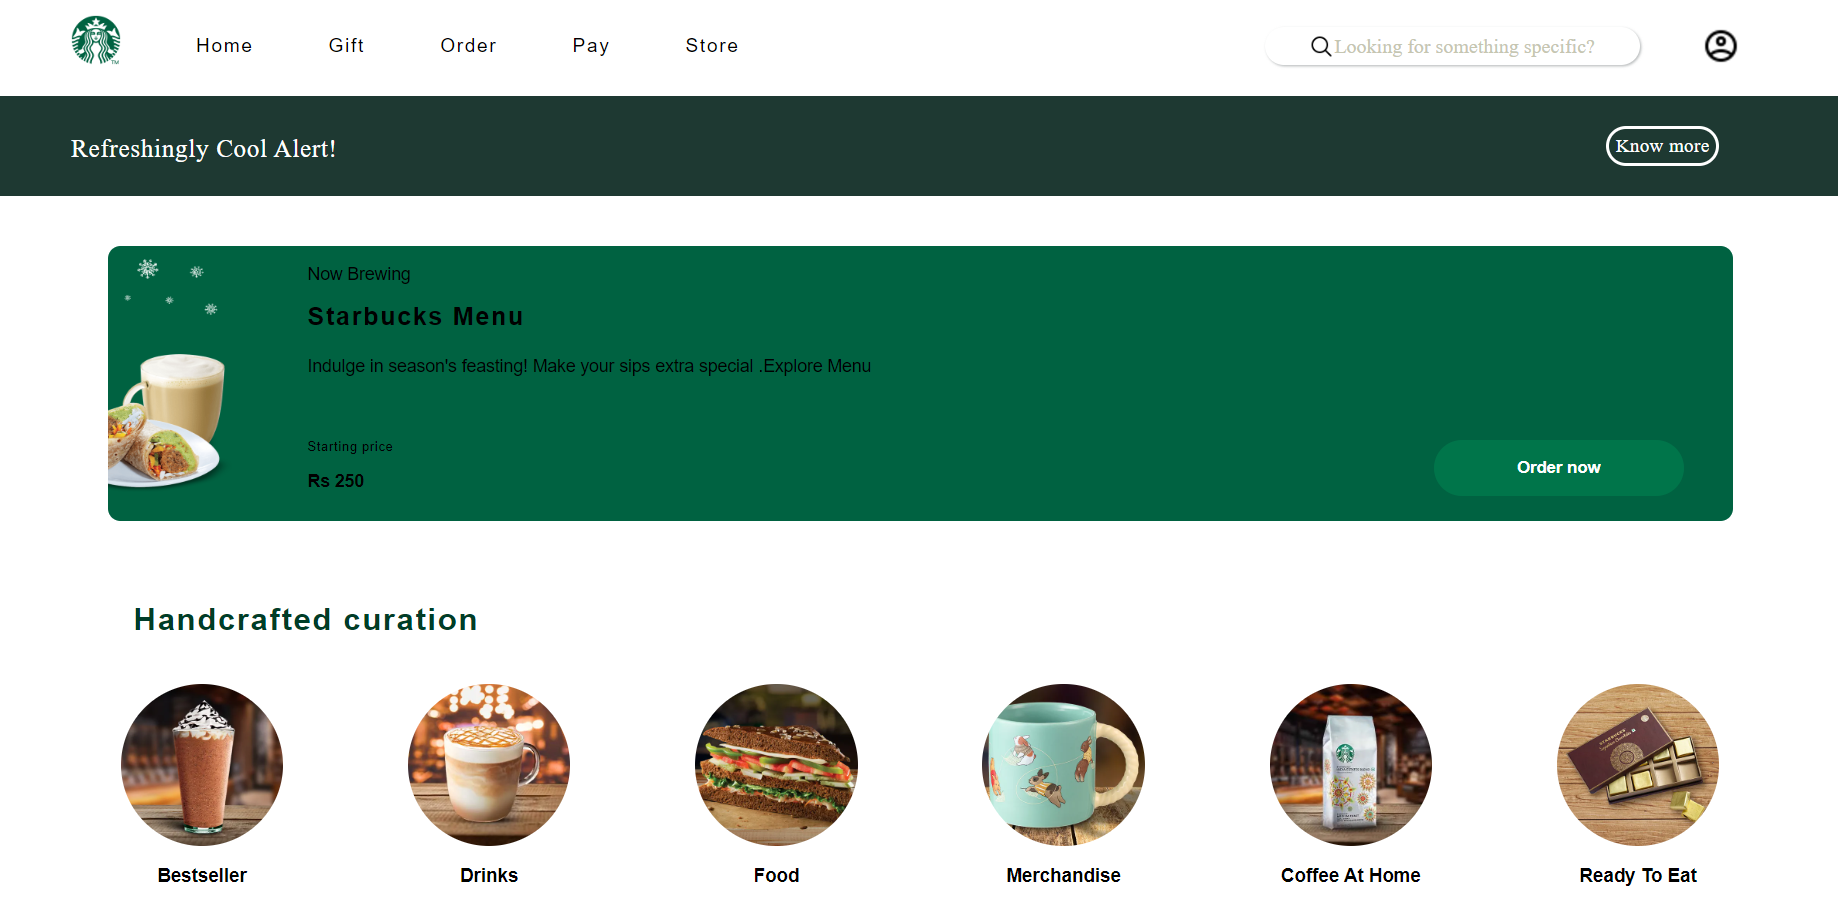 Home Gift Order Pay Store Looking for something specific?
Refreshingly Cool Alert! Know more
Now Brewing
Starbucks Menu
Indulge in season's feasting! Make your sips extra special .Explore Menu
Starting price
Rs 250
Order now
Handcrafted curation
Bestseller Drinks Food Merchandise Coffee At Home Ready To Eat